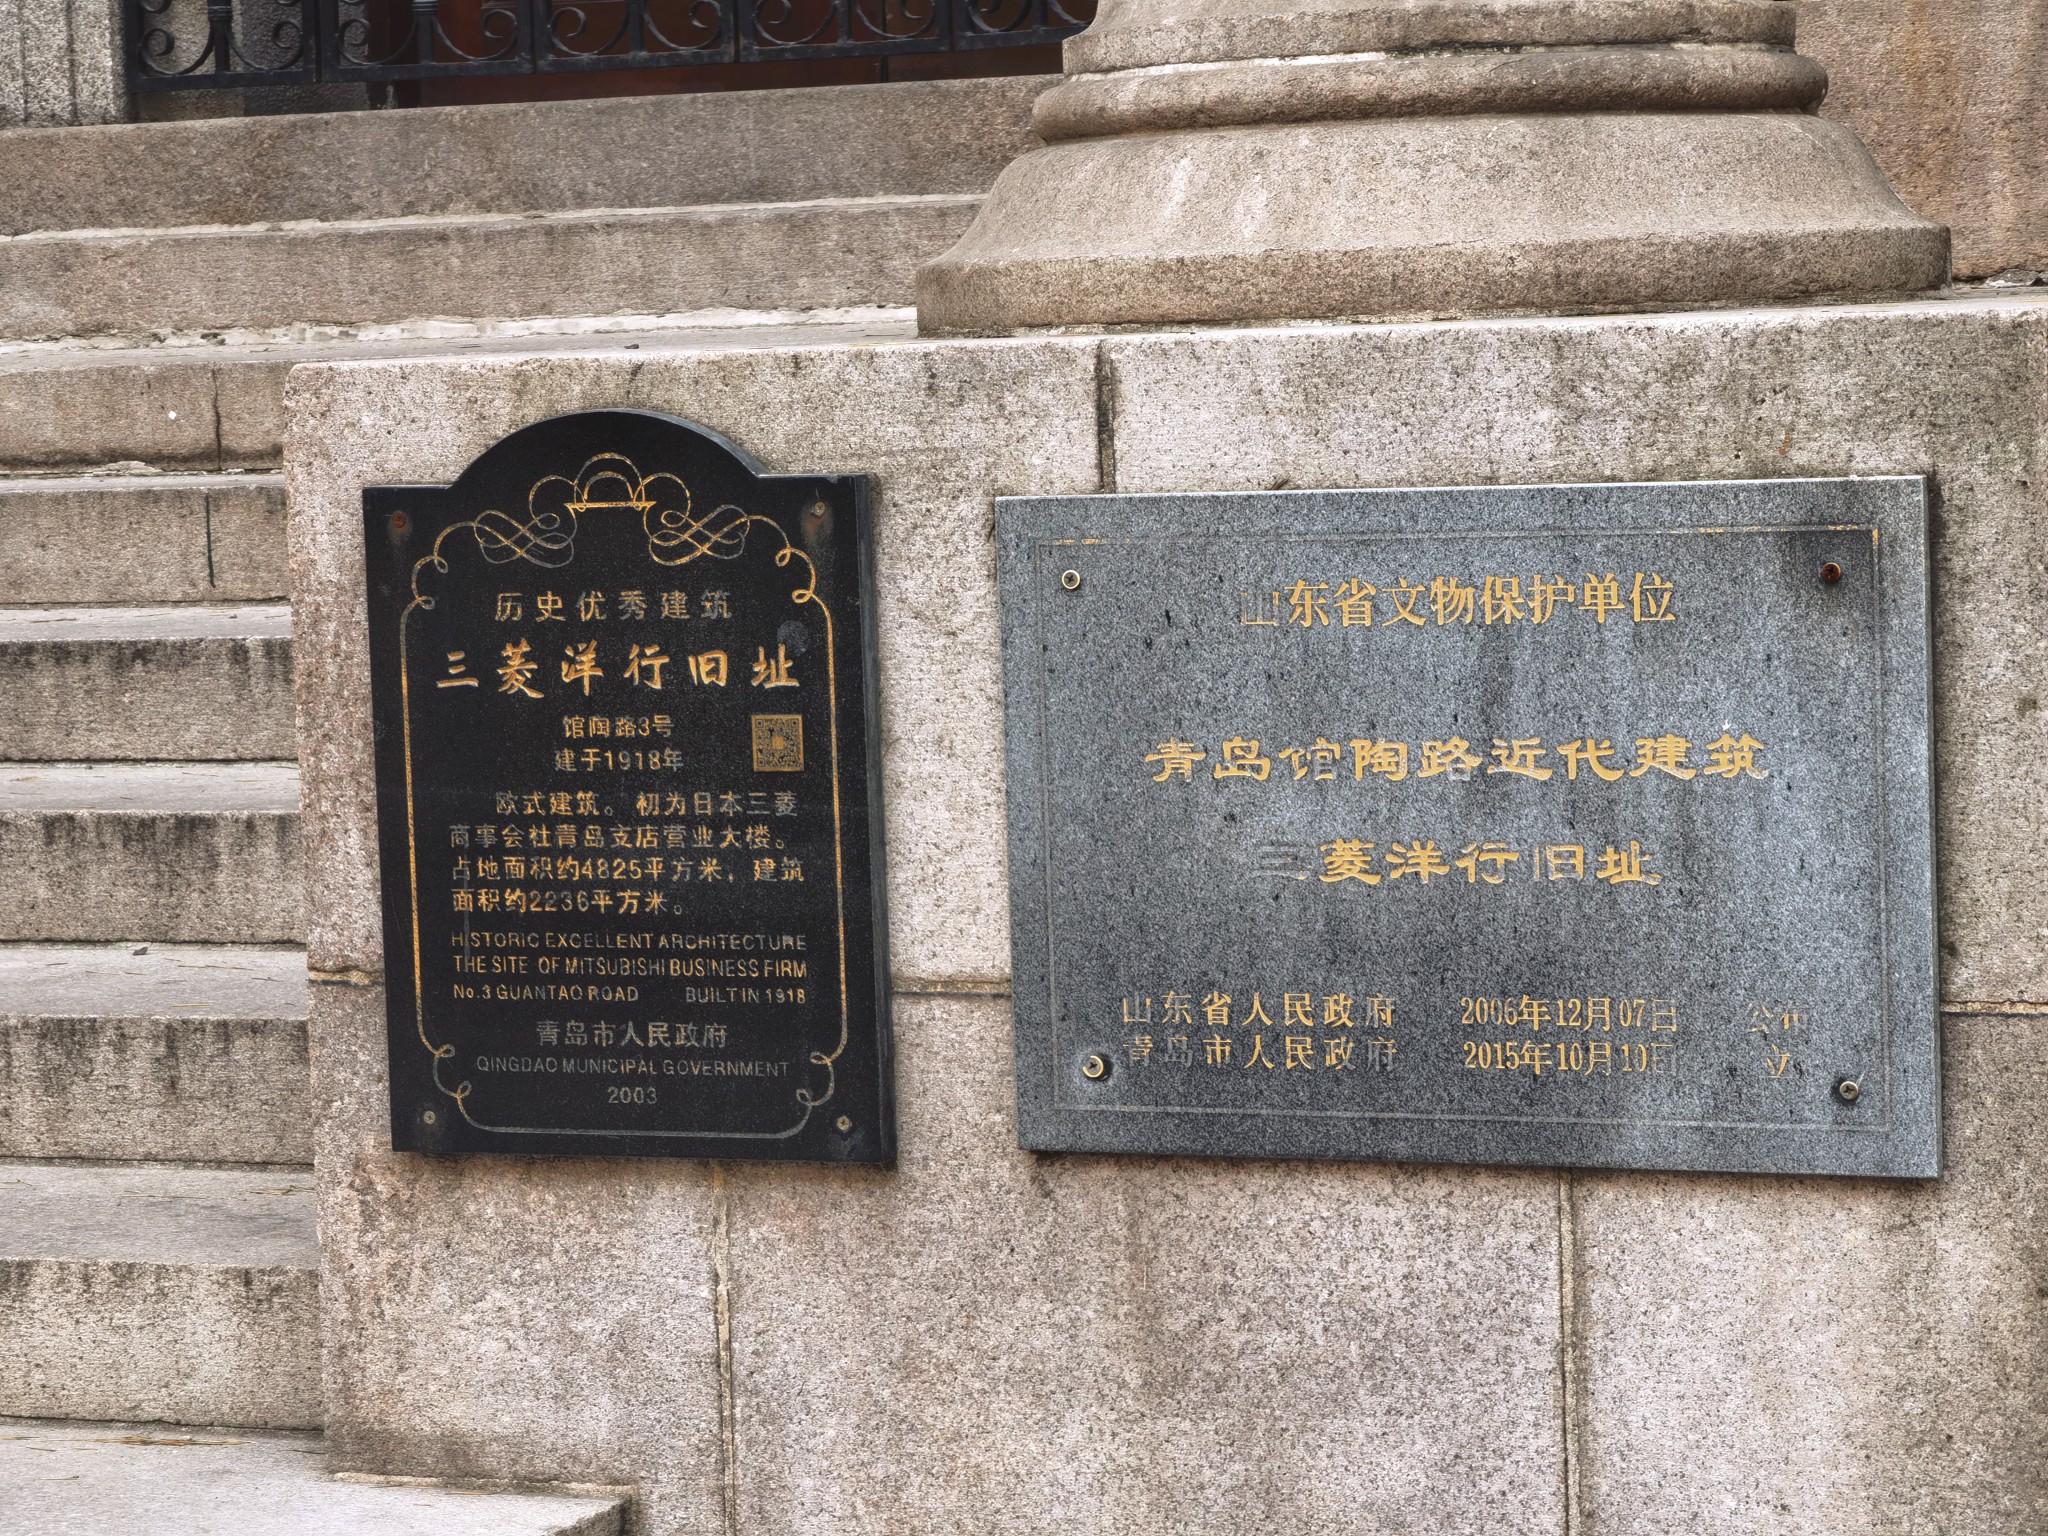 历史优秀建筑
三菱洋行旧址
馆陶路3号
建于1918年
欧式建筑。初为日本三菱
商事会社青岛支店营业大楼。
占地面积约4825平方米，建筑
面积约2236平方米。
HISTORIC EXCELLENT ARCHITECTURE
THE SITE OF MITSUBISHI BUSINESS FIRM
No.3 GUANTAO ROAD BUILT IN 1918
青岛市人民政府
QINGDAO MUNICIPAL GOVERNMENT
2003
山东省文物保护单位
青岛馆陶路近代建筑
三菱洋行旧址
山东省人民政府 2006年12月07日 公布
青岛市人民政府 2015年10月10日 立